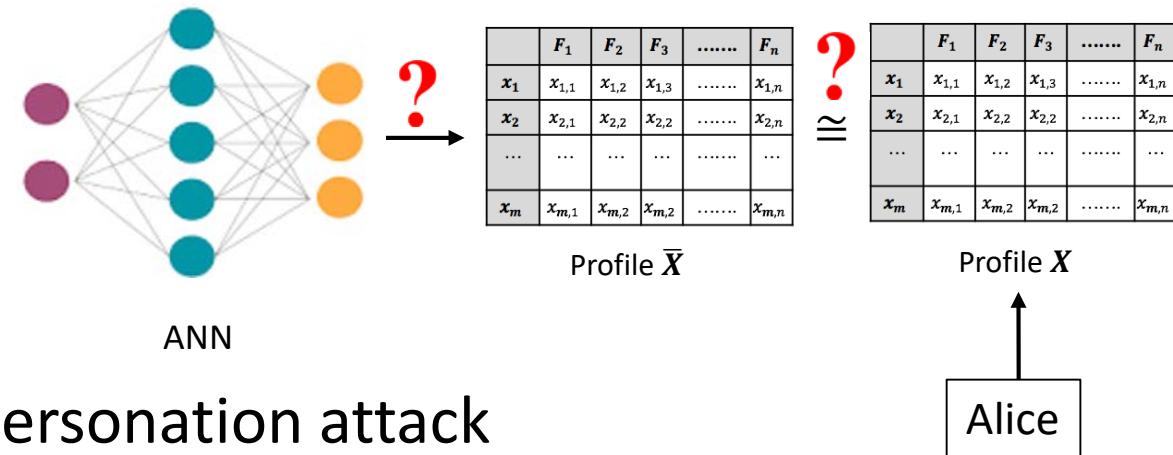 ?
F₁ F₂ F₃ ....... Fₙ
x₁ x₁,₁ x₁,₂ x₁,₃ ....... x₁,ₙ
x₂ x₂,₁ x₂,₂ x₂,₂ ....... x₂,ₙ
... ... ... ... ....... ...
xₘ xₘ,₁ xₘ,₂ xₘ,₂ ....... xₘ,ₙ
Profile X̅
?
≅
F₁ F₂ F₃ ....... Fₙ
x₁ x₁,₁ x₁,₂ x₁,₃ ....... x₁,ₙ
x₂ x₂,₁ x₂,₂ x₂,₂ ....... x₂,ₙ
... ... ... ... ....... ...
xₘ xₘ,₁ xₘ,₂ xₘ,₂ ....... xₘ,ₙ
Profile X
ANN
ersonation attack
Alice